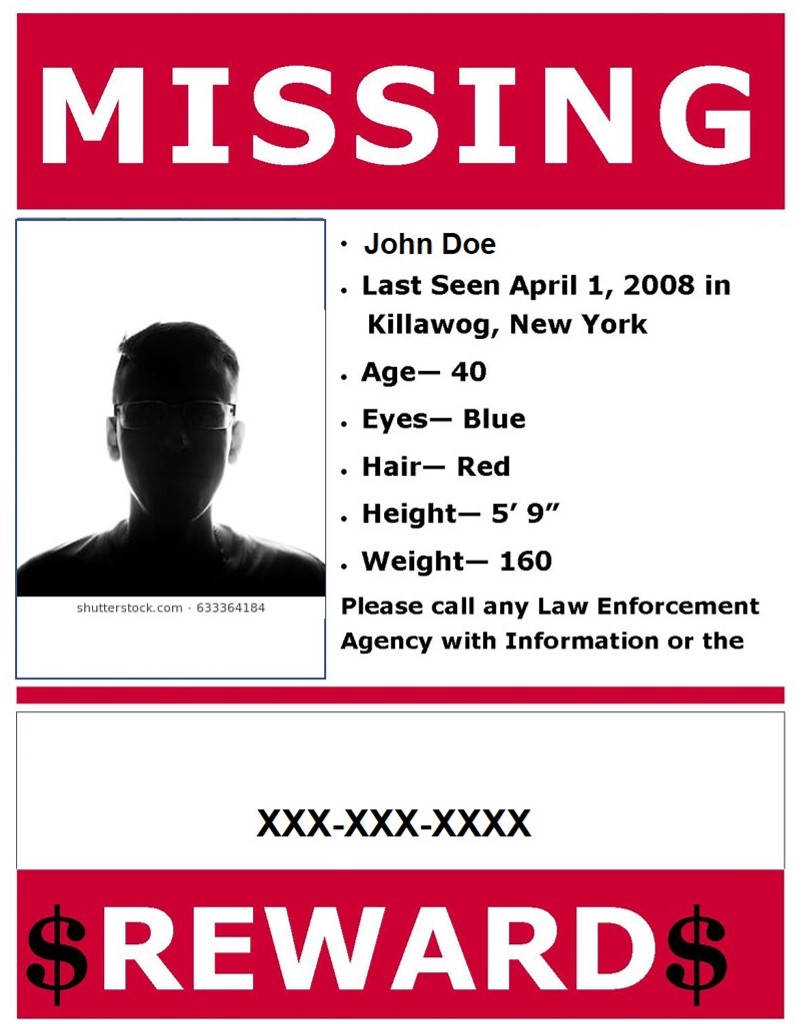 MISSING
• John Doe
• Last Seen April 1, 2008 in
Killawog, New York
• Age— 40
• Eyes— Blue
• Hair— Red
• Height— 5’ 9”
• Weight— 160
Please call any Law Enforcement
Agency with Information or the
shutterstock.com · 633364184
XXX-XXX-XXXX
$REWARD$